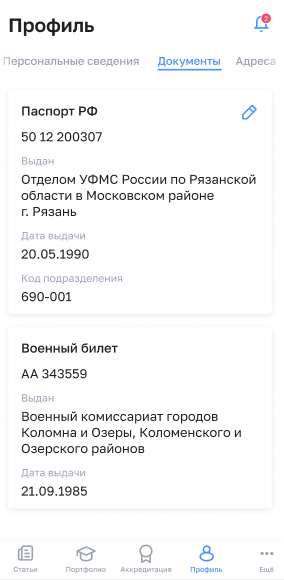 Профиль
2
Персональные сведения Документы Адреса
Паспорт РФ
50 12 200307
Выдан
Отделом УФМС России по Рязанской
области в Московском районе
г. Рязань
Дата выдачи
20.05.1990
Код подразделения
690-001
Военный билет
АА 343559
Выдан
Военный комиссариат городов
Коломна и Озеры, Коломенского и
Озерского районов
Дата выдачи
21.09.1985
Статьи Портфолио Аккредитация Профиль Ещё